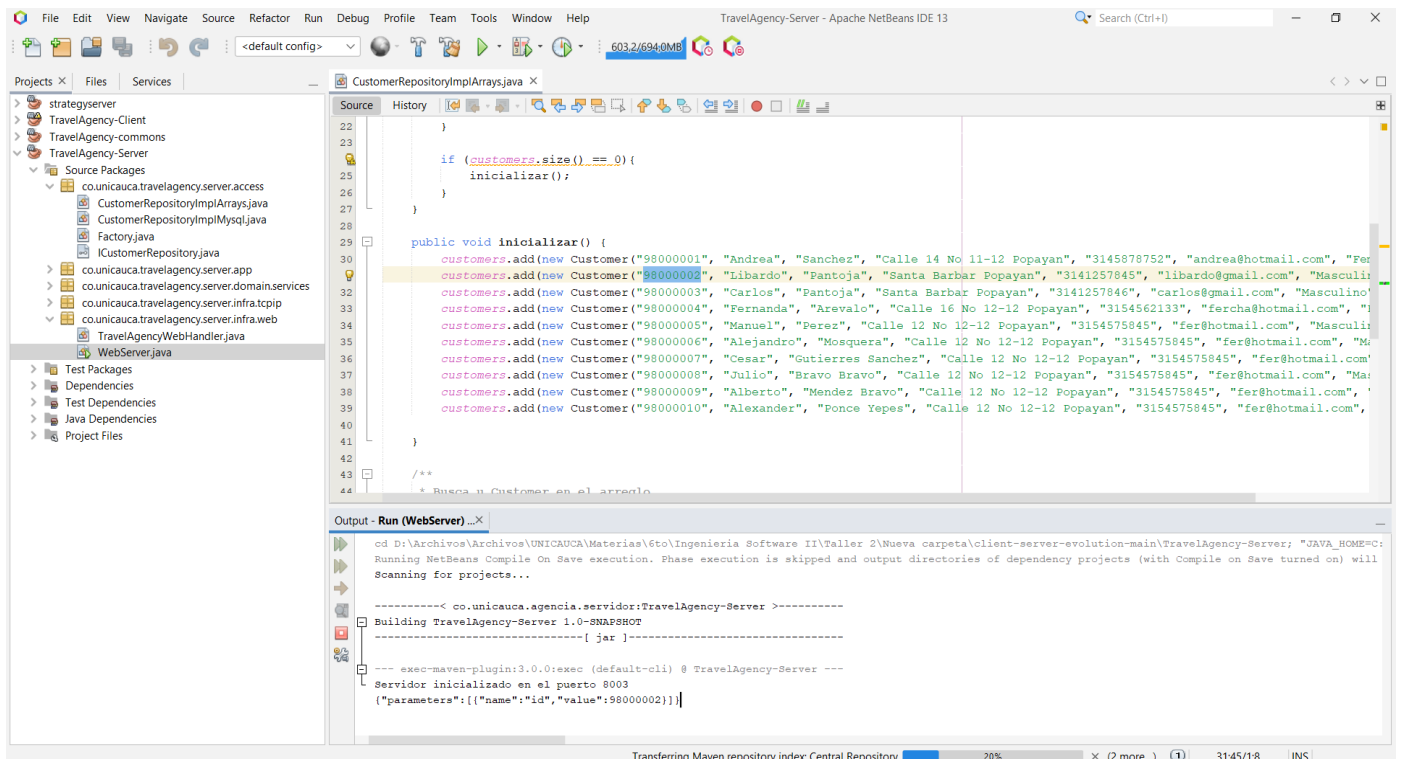 File Edit View Navigate Source Refactor Run Debug Profile Team Tools Window Help TravelAgency-Server - Apache NetBeans IDE 13 Search (Ctrl+I)
<default config> 603,2/694,0MB
Projects Files Services
CustomerRepositoryImplArrays.java
strategyserver
TravelAgency-Client
TravelAgency-commons
TravelAgency-Server
Source Packages
co.unicauca.travelagency.server.access
CustomerRepositoryImplArrays.java
CustomerRepositoryImplMysql.java
Factory.java
ICustomerRepository.java
co.unicauca.travelagency.server.app
co.unicauca.travelagency.server.domain.services
co.unicauca.travelagency.server.infra.tcpip
co.unicauca.travelagency.server.infra.web
TravelAgencyWebHandler.java
WebServer.java
Test Packages
Dependencies
Test Dependencies
Java Dependencies
Project Files
Source History
22 }
23
if (customers.size() == 0){
25 inicializar();
26 }
27 }
28
29 public void inicializar() {
30 customers.add(new Customer("98000001", "Andrea", "Sanchez", "Calle 14 No 11-12 Popayan", "3145878752", "andrea@hotmail.com", "Fem
customers.add(new Customer("98000002", "Libardo", "Pantoja", "Santa Barbar Popayan", "3141257845", "libardo@gmail.com", "Masculin
32 customers.add(new Customer("98000003", "Carlos", "Pantoja", "Santa Barbar Popayan", "3141257846", "carlos@gmail.com", "Masculino"
33 customers.add(new Customer("98000004", "Fernanda", "Arevalo", "Calle 16 No 12-12 Popayan", "3154562133", "fercha@hotmail.com", "
34 customers.add(new Customer("98000005", "Manuel", "Perez", "Calle 12 No 12-12 Popayan", "3154575845", "fer@hotmail.com", "Masculi
35 customers.add(new Customer("98000006", "Alejandro", "Mosquera", "Calle 12 No 12-12 Popayan", "3154575845", "fer@hotmail.com", "Ma
36 customers.add(new Customer("98000007", "Cesar", "Gutierres Sanchez", "Calle 12 No 12-12 Popayan", "3154575845", "fer@hotmail.com"
37 customers.add(new Customer("98000008", "Julio", "Bravo Bravo", "Calle 12 No 12-12 Popayan", "3154575845", "fer@hotmail.com", "Mas
38 customers.add(new Customer("98000009", "Alberto", "Mendez Bravo", "Calle 12 No 12-12 Popayan", "3154575845", "fer@hotmail.com", "
39 customers.add(new Customer("98000010", "Alexander", "Ponce Yepes", "Calle 12 No 12-12 Popayan", "3154575845", "fer@hotmail.com",
40
41 }
42
43 /**
44 * Busca u Customer en el arreglo
Output - Run (WebServer) ...
cd D:\Archivos\Archivos\UNICAUCA\Materias\6to\Ingenieria Software II\Taller 2\Nueva carpeta\client-server-evolution-main\TravelAgency-Server; "JAVA_HOME=C:
Running NetBeans Compile On Save execution. Phase execution is skipped and output directories of dependency projects (with Compile on Save turned on) will
Scanning for projects...
----------< co.unicauca.agencia.servidor:TravelAgency-Server >----------
Building TravelAgency-Server 1.0-SNAPSHOT
--------------------------------[ jar ]---------------------------------
--- exec-maven-plugin:3.0.0:exec (default-cli) @ TravelAgency-Server ---
Servidor inicializado en el puerto 8003
{"parameters":[{"name":"id","value":98000002}]}
Transferring Maven repository index: Central Repository 20% (2 more...) 1 31:45/1:8 INS